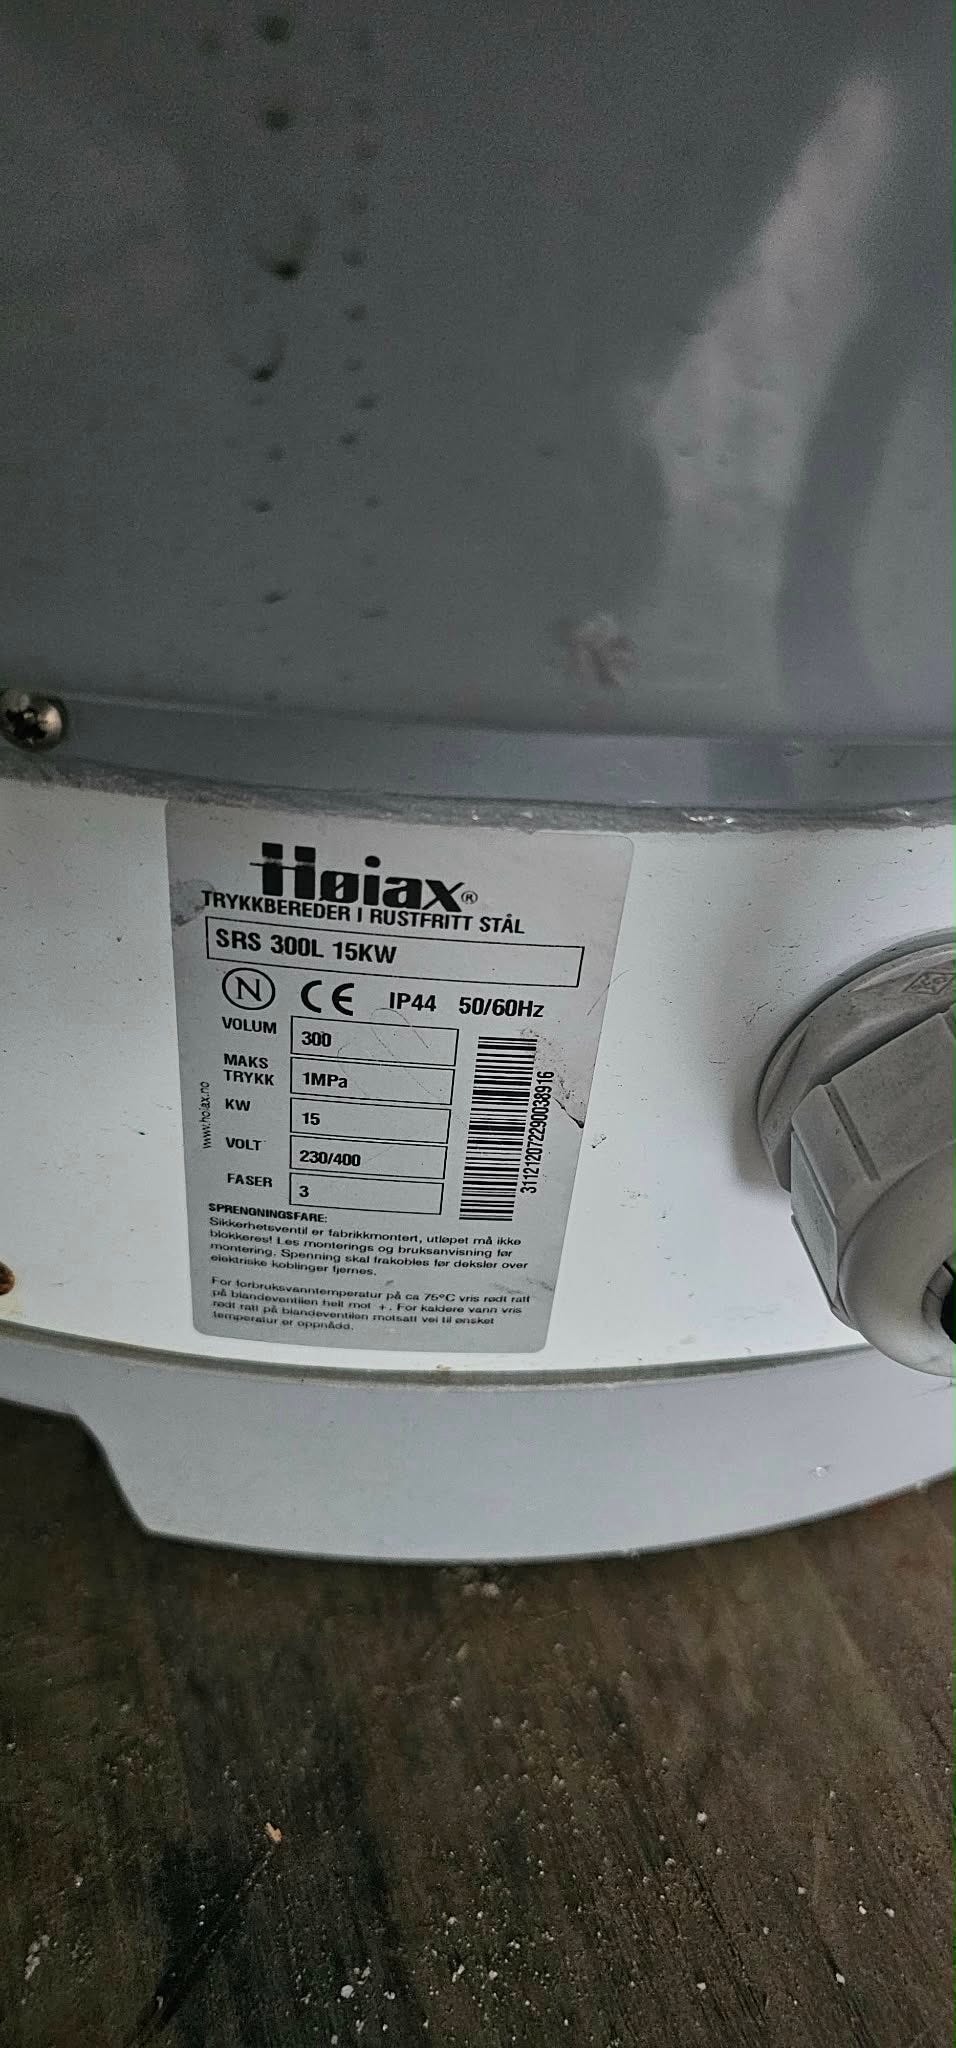 Høiax®
TRYKKBEREDER I RUSTFRITT STÅL
SRS 300L 15KW
N CE IP44 50/60Hz
VOLUM 300
MAKS
TRYKK 1MPa
KW 15
VOLT 230/400
FASER 3
www.hoiax.no
311212072290038916
SPRENGNINGSFARE:
Sikkerhetsventil er fabrikkmontert, utløpet må ikke
blokkeres! Les monterings og bruksanvisning før
montering. Spenning skal frakobles før deksler over
elektriske koblinger fjernes.
For forbruksvanntemperatur på ca 75°C vris rødt ratt
på blandeventilen helt mot +. For kaldere vann vris
rødt ratt på blandeventilen motsatt vei til ønsket
temperatur er oppnådd.